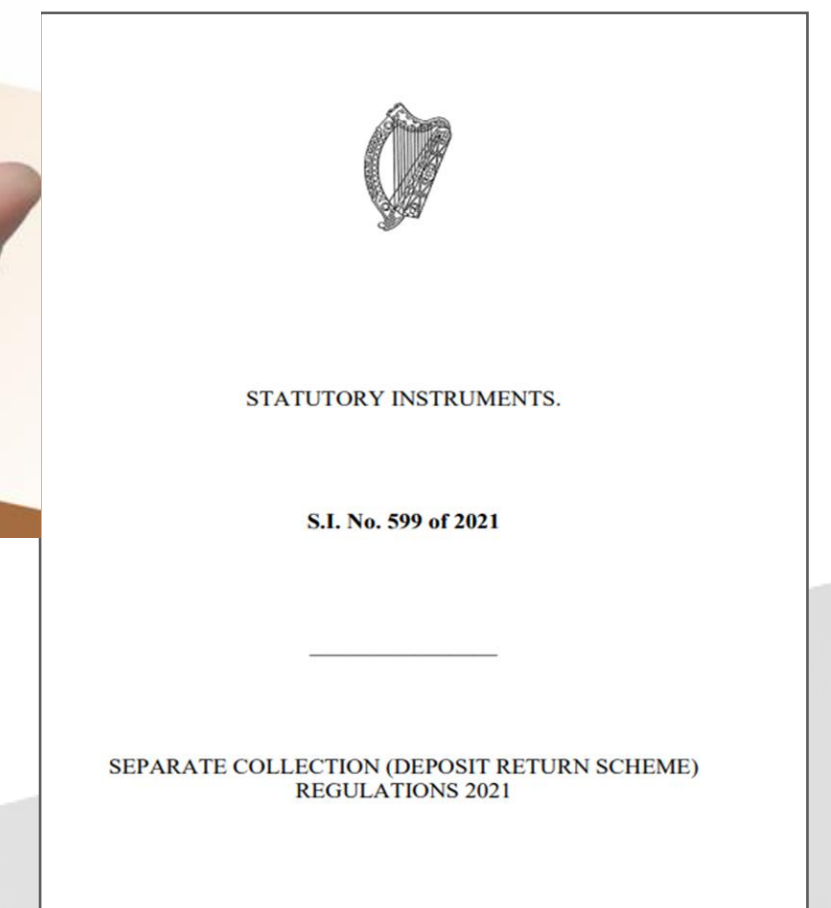 STATUTORY INSTRUMENTS.
S.I. No. 599 of 2021
SEPARATE COLLECTION (DEPOSIT RETURN SCHEME)
REGULATIONS 2021